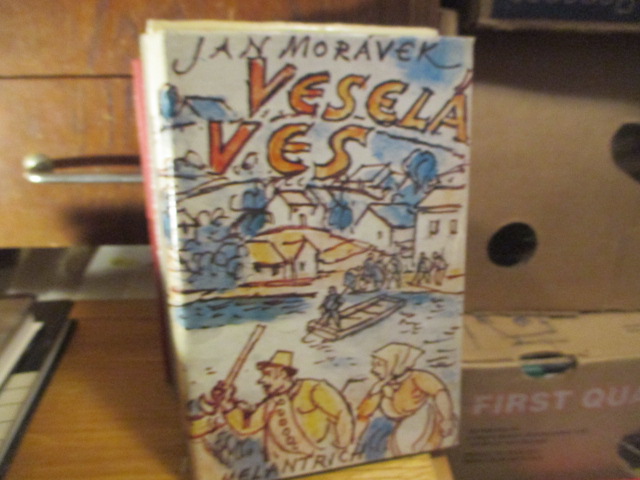 JAN MORÁVEK
VESELÁ
VES
MELANTRICH
FIRST QUA